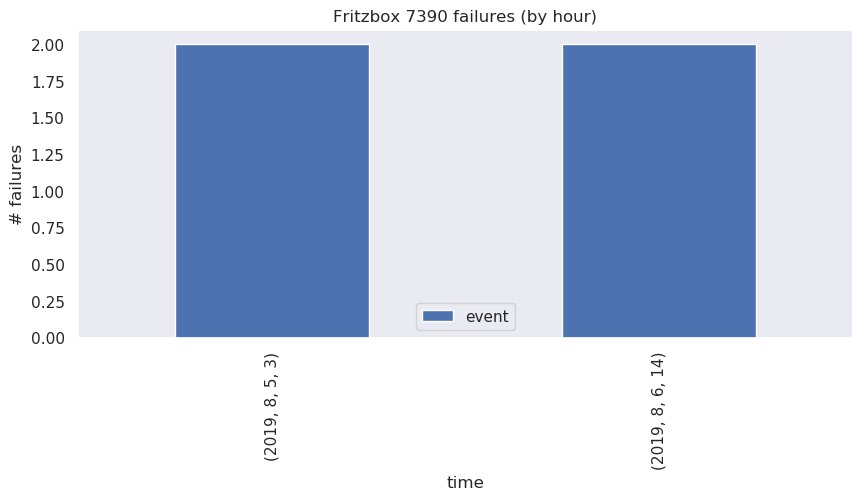 Fritzbox 7390 failures (by hour)
# failures
2.00
1.75
1.50
1.25
1.00
0.75
0.50
0.25
0.00
event
(2019, 8, 5, 3)
(2019, 8, 6, 14)
time